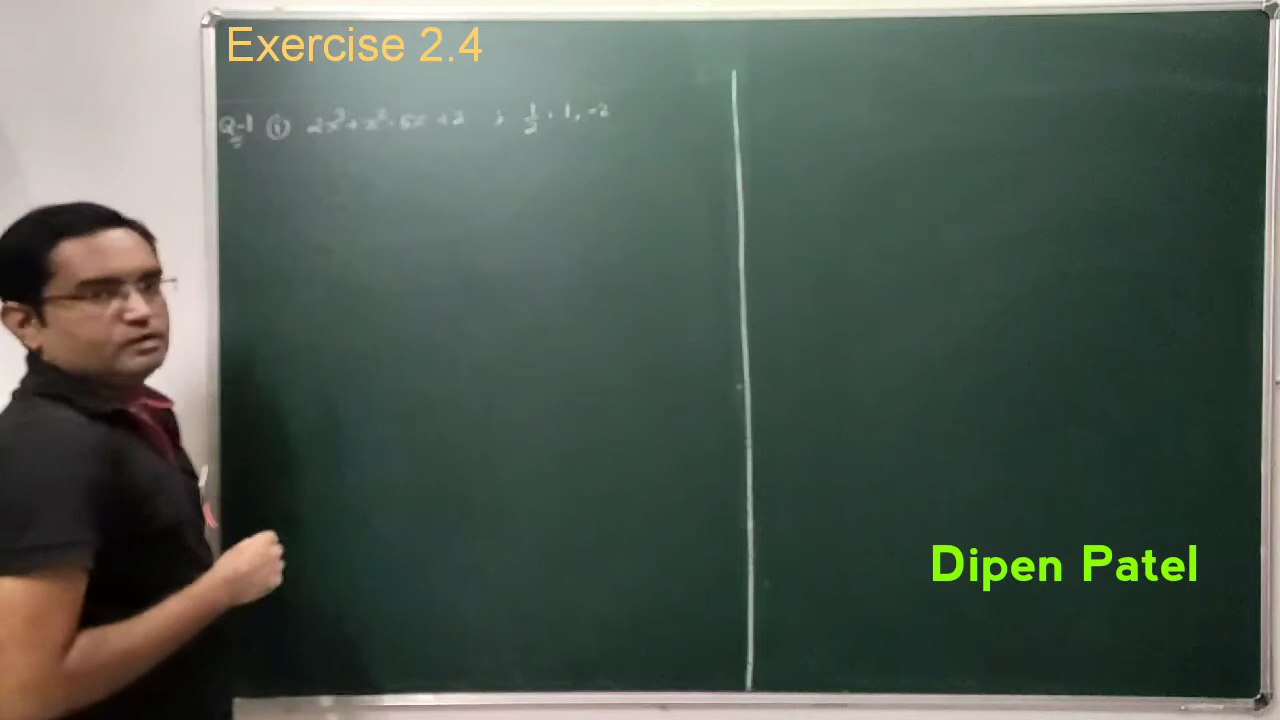 Exercise 2.4
Q-1 (i) 2x³ + x² - 5x + 2 ; 1/2, 1, -2
Dipen Patel